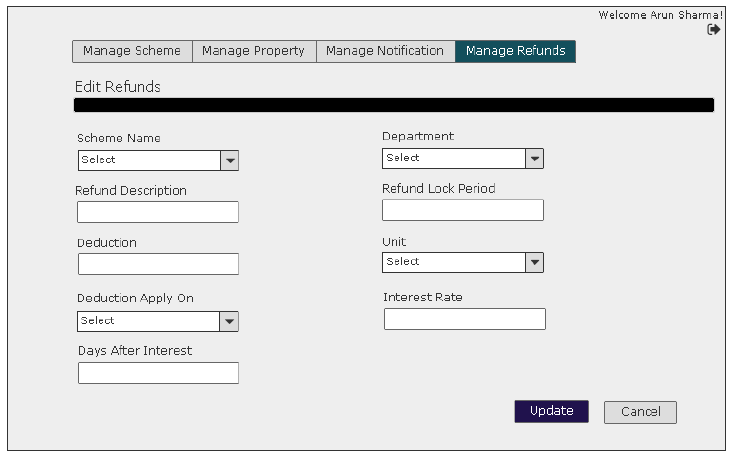 Welcome Arun Sharma!
Manage Scheme Manage Property Manage Notification Manage Refunds
Edit Refunds
Scheme Name Department
Select Select
Refund Description Refund Lock Period
Deduction Unit
Select
Deduction Apply On Interest Rate
Select
Days After Interest
Update Cancel